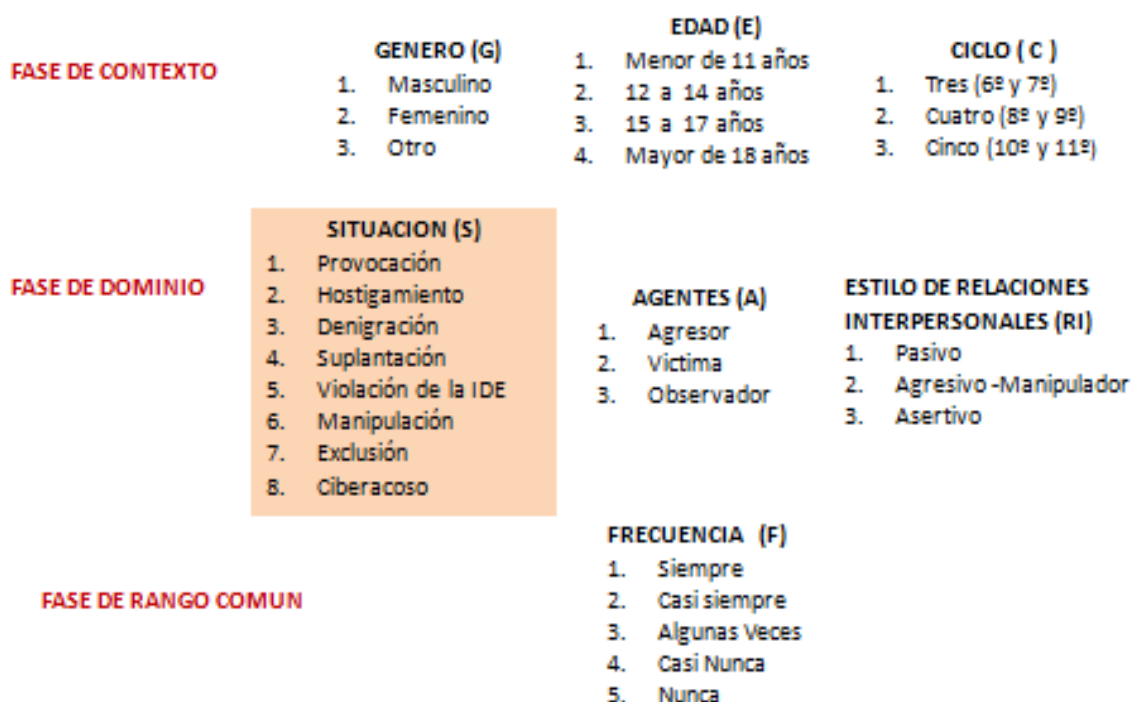 FASE DE CONTEXTO
GENERO (G)
1. Masculino
2. Femenino
3. Otro
EDAD (E)
1. Menor de 11 años
2. 12 a 14 años
3. 15 a 17 años
4. Mayor de 18 años
CICLO ( C )
1. Tres (6º y 7º)
2. Cuatro (8º y 9º)
3. Cinco (10º y 11º)
FASE DE DOMINIO
SITUACION (S)
1. Provocación
2. Hostigamiento
3. Denigración
4. Suplantación
5. Violación de la IDE
6. Manipulación
7. Exclusión
8. Ciberacoso
AGENTES (A)
1. Agresor
2. Victima
3. Observador
ESTILO DE RELACIONES
INTERPERSONALES (RI)
1. Pasivo
2. Agresivo -Manipulador
3. Asertivo
FASE DE RANGO COMUN
FRECUENCIA (F)
1. Siempre
2. Casi siempre
3. Algunas Veces
4. Casi Nunca
5. Nunca